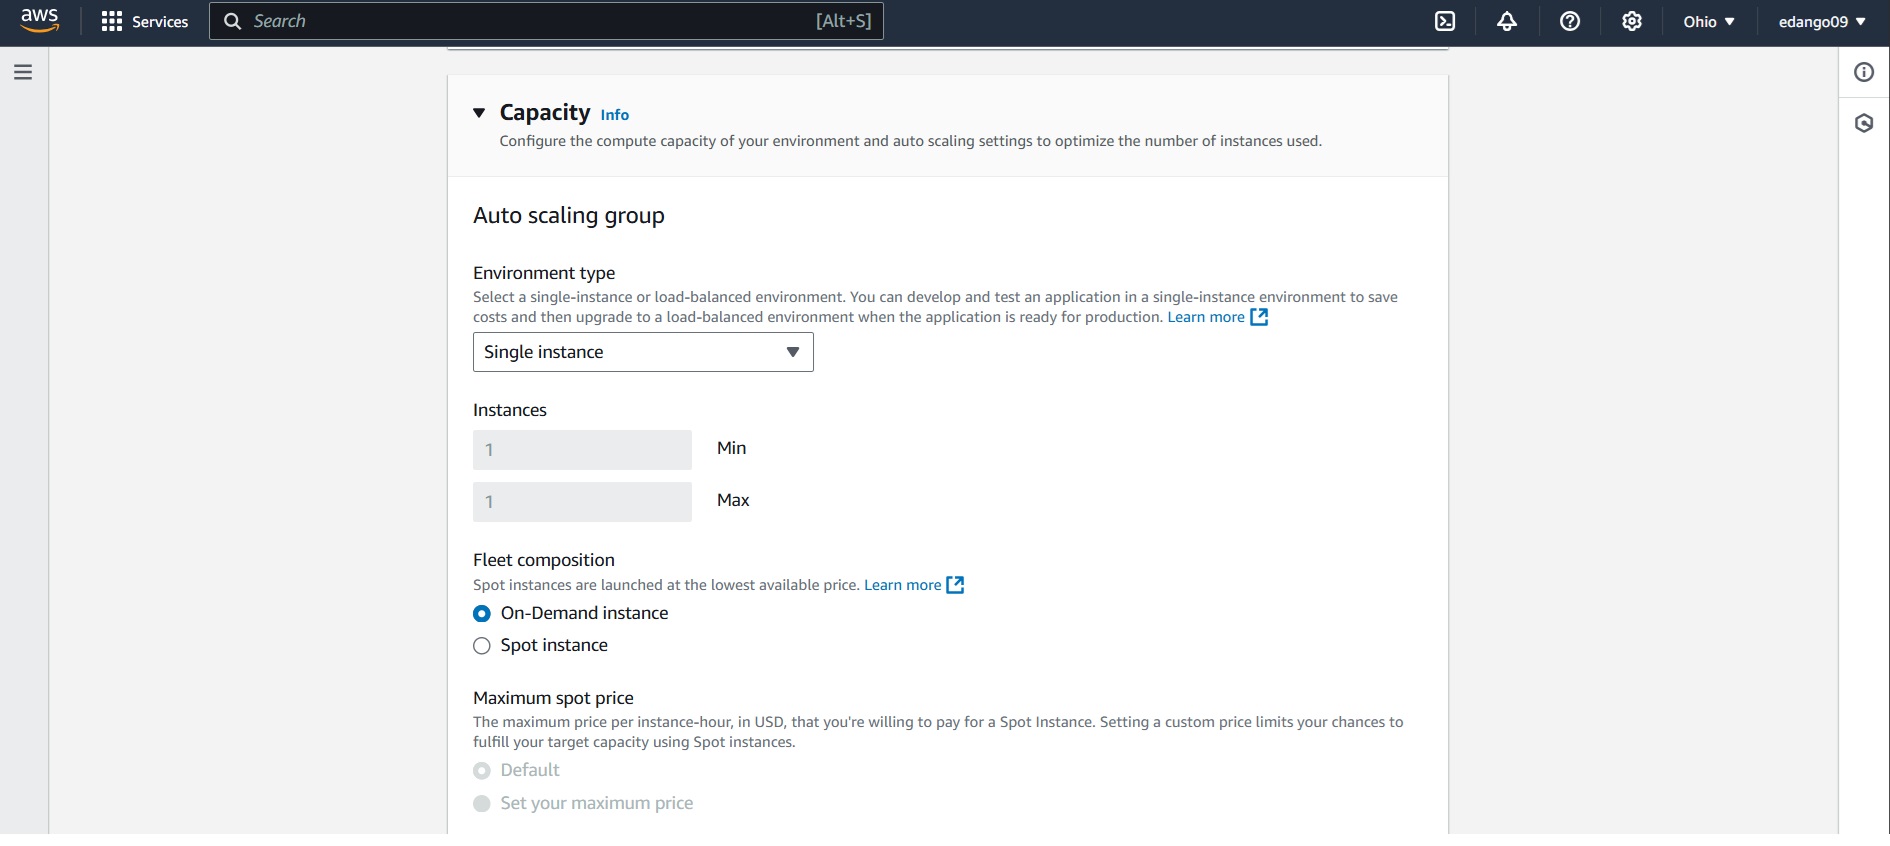 aws
Services
Search
[Alt+S]
Ohio
edango09
Capacity Info
Configure the compute capacity of your environment and auto scaling settings to optimize the number of instances used.
Auto scaling group
Environment type
Select a single-instance or load-balanced environment. You can develop and test an application in a single-instance environment to save
costs and then upgrade to a load-balanced environment when the application is ready for production. Learn more
Single instance
Instances
1 Min
1 Max
Fleet composition
Spot instances are launched at the lowest available price. Learn more
On-Demand instance
Spot instance
Maximum spot price
The maximum price per instance-hour, in USD, that you're willing to pay for a Spot Instance. Setting a custom price limits your chances to
fulfill your target capacity using Spot instances.
Default
Set your maximum price